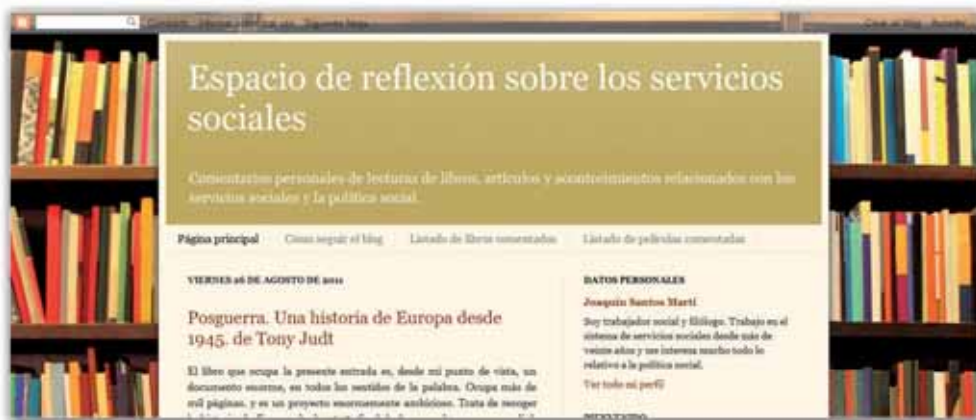 Espacio de reflexión sobre los servicios
sociales
Comentarios personales de lecturas de libros, artículos y acontecimientos relacionados con los
servicios sociales y la política social.
Página principal Cómo seguir el blog Listado de libros comentados Listado de películas comentadas
VIERNES 26 DE AGOSTO DE 2011
Posguerra. Una historia de Europa desde
1945. de Tony Judt
El libro que ocupa la presente entrada es, desde mi punto de vista, un
documento enorme, en todos los sentidos de la palabra. Ocupa más de
mil páginas, y es un proyecto enormemente ambicioso. Trata de recoger
DATOS PERSONALES
Joaquín Santos Martí
Soy trabajador social y filólogo. Trabajo en el
sistema de servicios sociales desde más de
veinte años y me interesa mucho todo lo
relativo a la política social.
Ver todo mi perfil